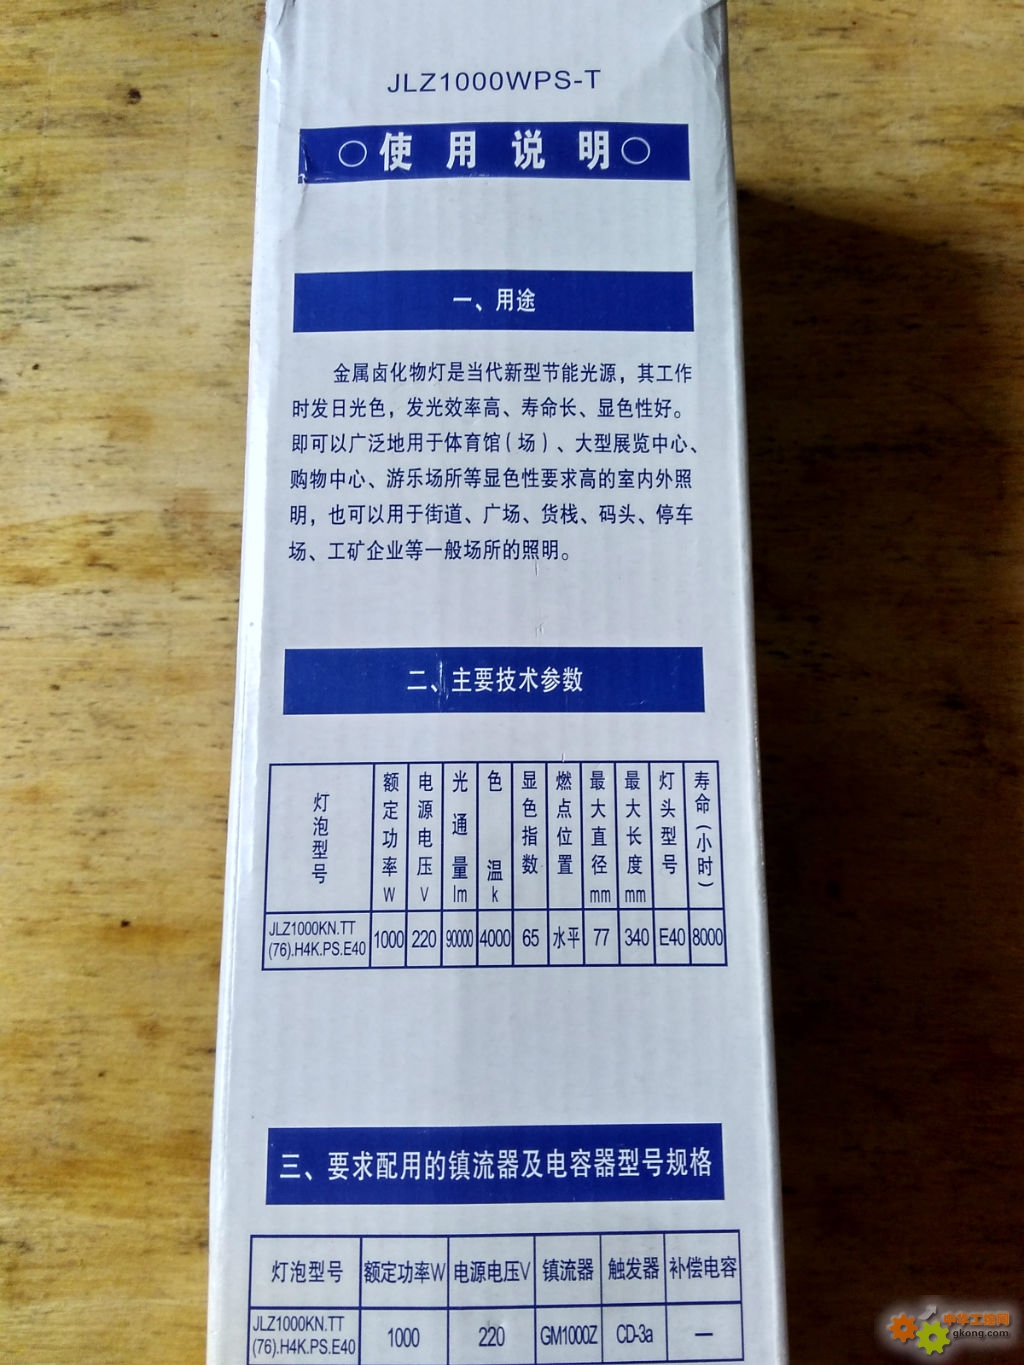 JLZ1000WPS-T
○使用说明○
一、用途
金属卤化物灯是当代新型节能光源，其工作
时发日光色，发光效率高、寿命长、显色性好。
即可以广泛地用于体育馆(场)、大型展览中心、
购物中心、游乐场所等显色性要求高的室内外照
明，也可以用于街道、广场、货栈、码头、停车
场、工矿企业等一般场所的照明。
二、主要技术参数
灯泡型号 额定功率W 电源电压V 光通量lm 色温k 显色指数 燃点位置 最大直径mm 最大长度mm 灯头型号 寿命(小时)
JLZ1000KN.TT
(76).H4K.PS.E40 1000 220 90000 4000 65 水平 77 340 E40 8000
三、要求配用的镇流器及电容器型号规格
灯泡型号 额定功率W 电源电压V 镇流器 触发器 补偿电容
JLZ1000KN.TT
(76).H4K.PS.E40 1000 220 GM1000Z CD-3a —
中华工控网
gkong.com